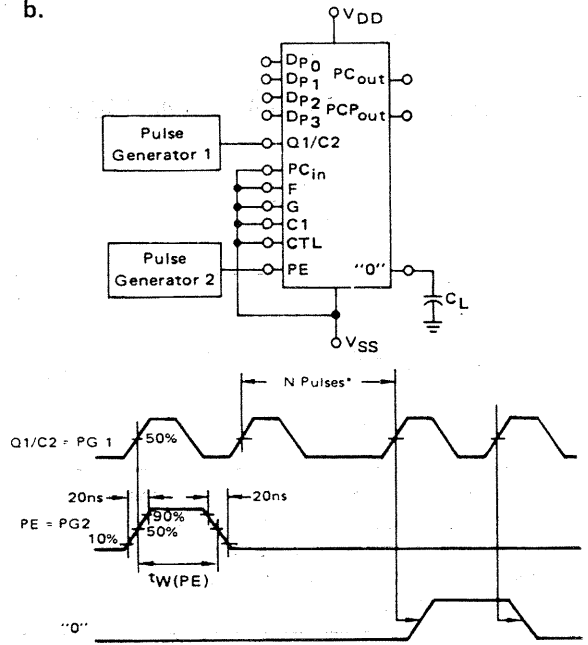 b.
VDD
DP0
DP1
DP2
DP3
PCout
PCPout
Pulse
Generator 1
Q1/C2
PCin
F
G
C1
CTL
Pulse
Generator 2
PE
"0"
CL
VSS
N Pulses*
Q1/C2 = PG 1
50%
20ns
20ns
PE = PG2
90%
50%
10%
tW(PE)
"0"